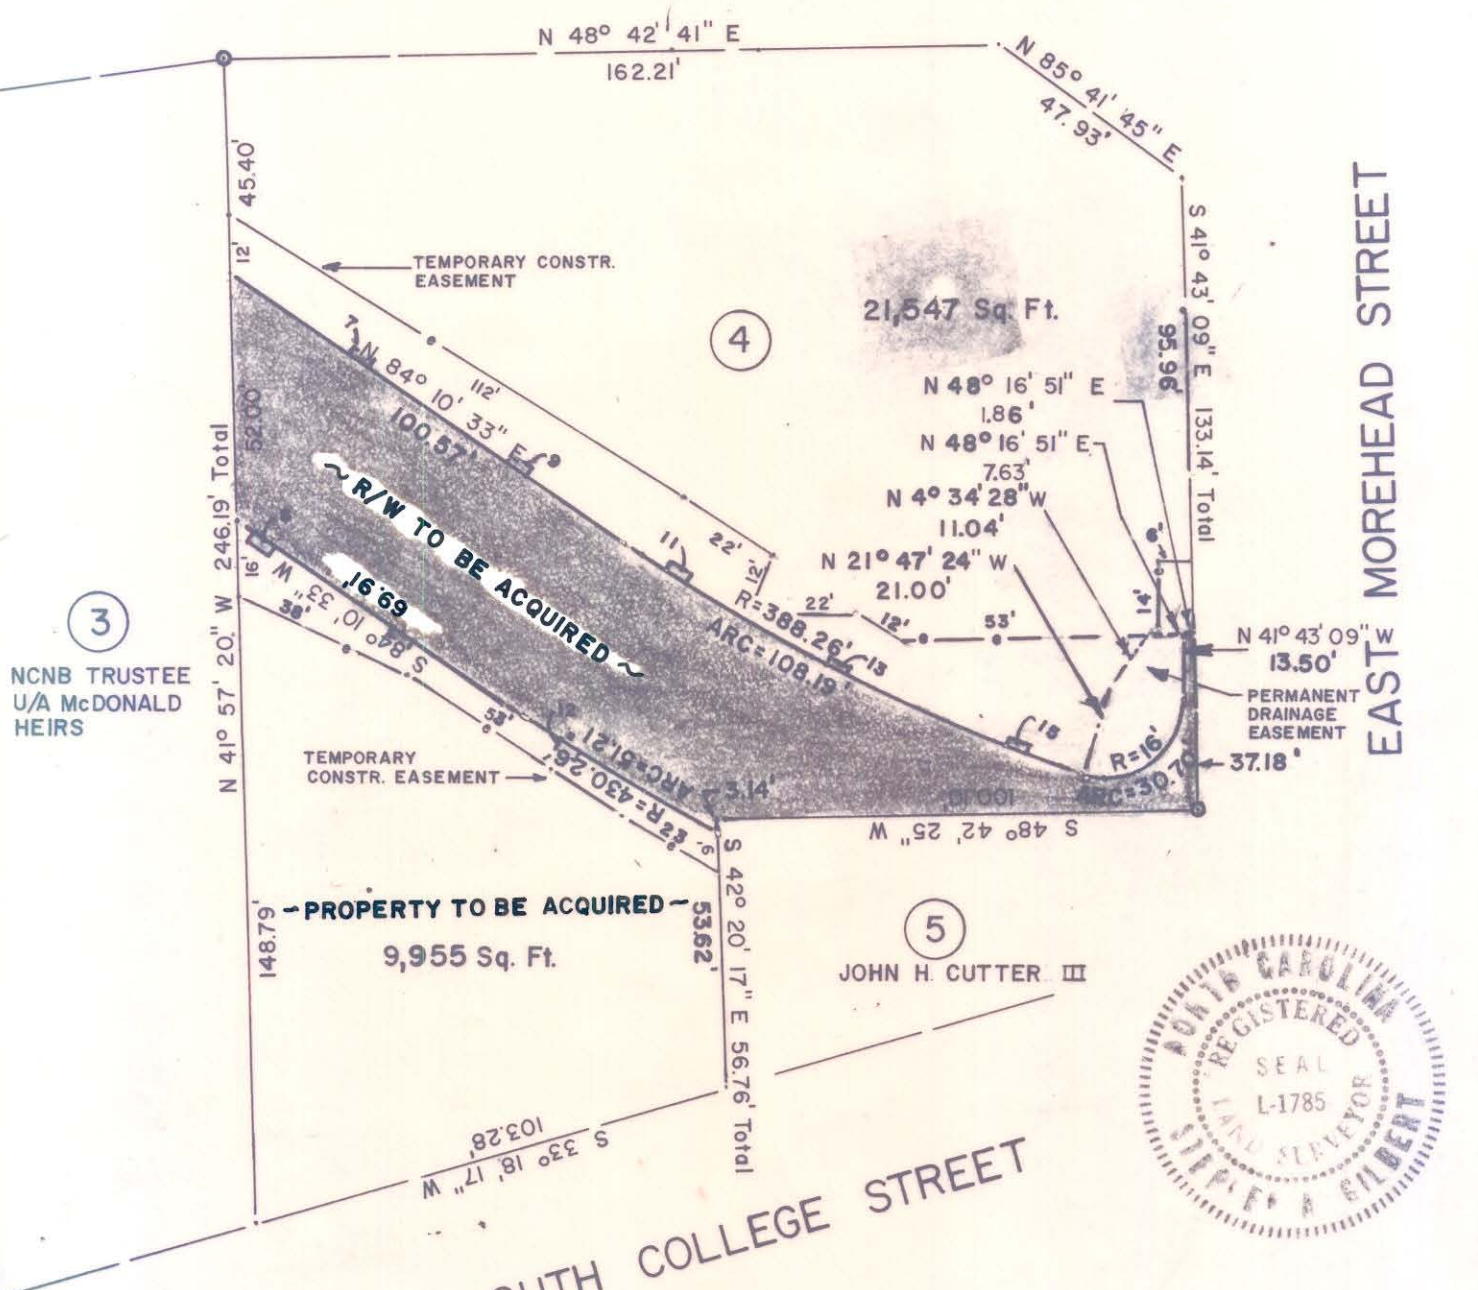 N 48° 42' 41" E
162.21'
N 85° 41' 45" E
47.93'
S 41° 43' 09" E 133.14' Total
95.96'
EAST MOREHEAD STREET
45.40'
12'
TEMPORARY CONSTR.
EASEMENT
4
21,547 Sq. Ft.
N 48° 16' 51" E
1.86'
N 48° 16' 51" E
7.63'
N 4° 34' 28" W
11.04'
N 21° 47' 24" W
21.00'
7
N 84° 10' 33" E
100.57'
9
112'
52.00'
~ R/W TO BE ACQUIRED ~
11
22'
12'
R=388.26'
ARC=108.19'
22'
12'
53'
6'
14'
13
15
N 41° 43' 09" W
13.50'
PERMANENT
DRAINAGE
EASEMENT
37.18'
R=16'
ARC=30.70'
N 41° 57' 20" W 246.19' Total
16'
S 84° 10' 33" W
38'
3
NCNB TRUSTEE
U/A McDONALD
HEIRS
53'
12
R=430.26'
ARC=51.21'
3.14'
TEMPORARY
CONSTR. EASEMENT
S 48° 42' 25" W
S 42° 20' 17" E 56.76' Total
53.62'
148.79'
~PROPERTY TO BE ACQUIRED~
9,955 Sq. Ft.
5
JOHN H. CUTTER III
S 33° 18' 17" W
103.28'
COLLEGE STREET
NORTH CAROLINA
REGISTERED
SEAL
L-1785
LAND SURVEYOR
GILBERT